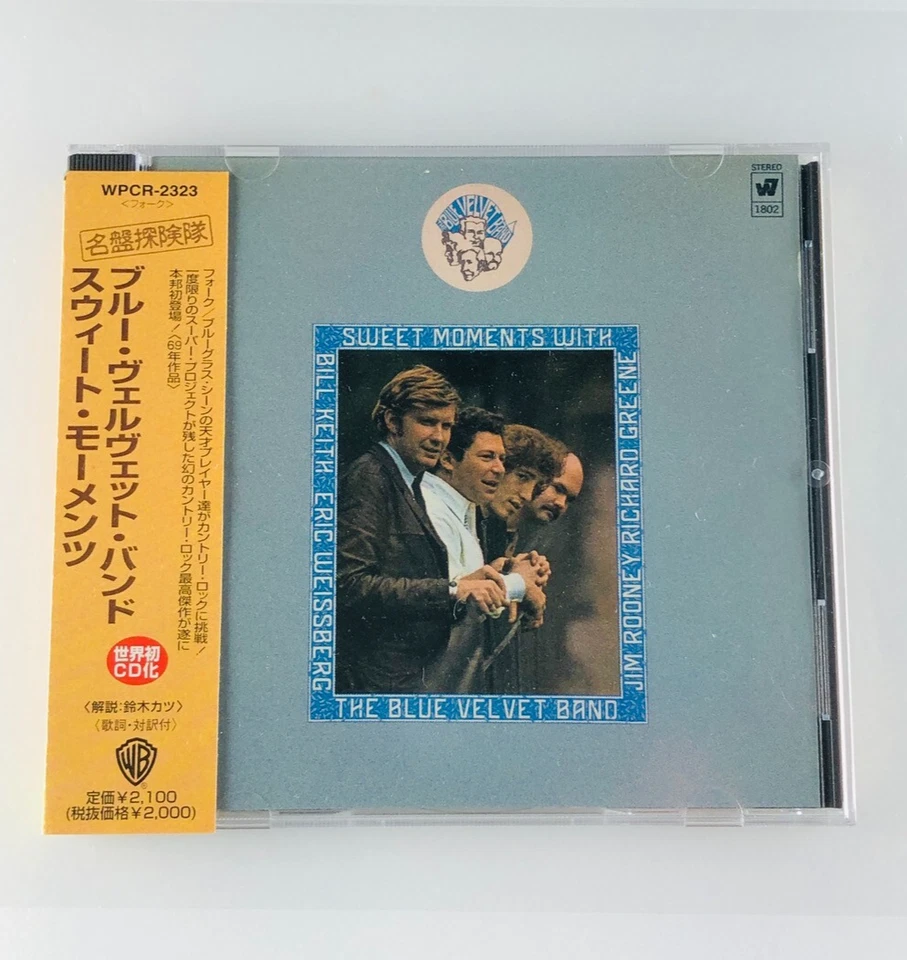 WPCR-2323
〈フォーク〉
名盤探険隊
ブルー・ヴェルヴェット・バンド
スウィート・モーメンツ
フォーク/ブルーグラス・シーンの天才プレイヤー達がカントリー・ロックに挑戦!
一度限りのスーパー・プロジェクトが残した幻のカントリー・ロック最高傑作が遂に
本邦初登場!〈69年作品〉
世界初
CD化
〈解説:鈴木カツ〉
〈歌詞・対訳付〉
WB
定価¥2,100
(税抜価格¥2,000)
STEREO
W7
1802
THE BLUE VELVET BAND
SWEET MOMENTS WITH
BILL KEITH ERIC WEISSBERG
JIM ROONEY RICHARD GREENE
THE BLUE VELVET BAND